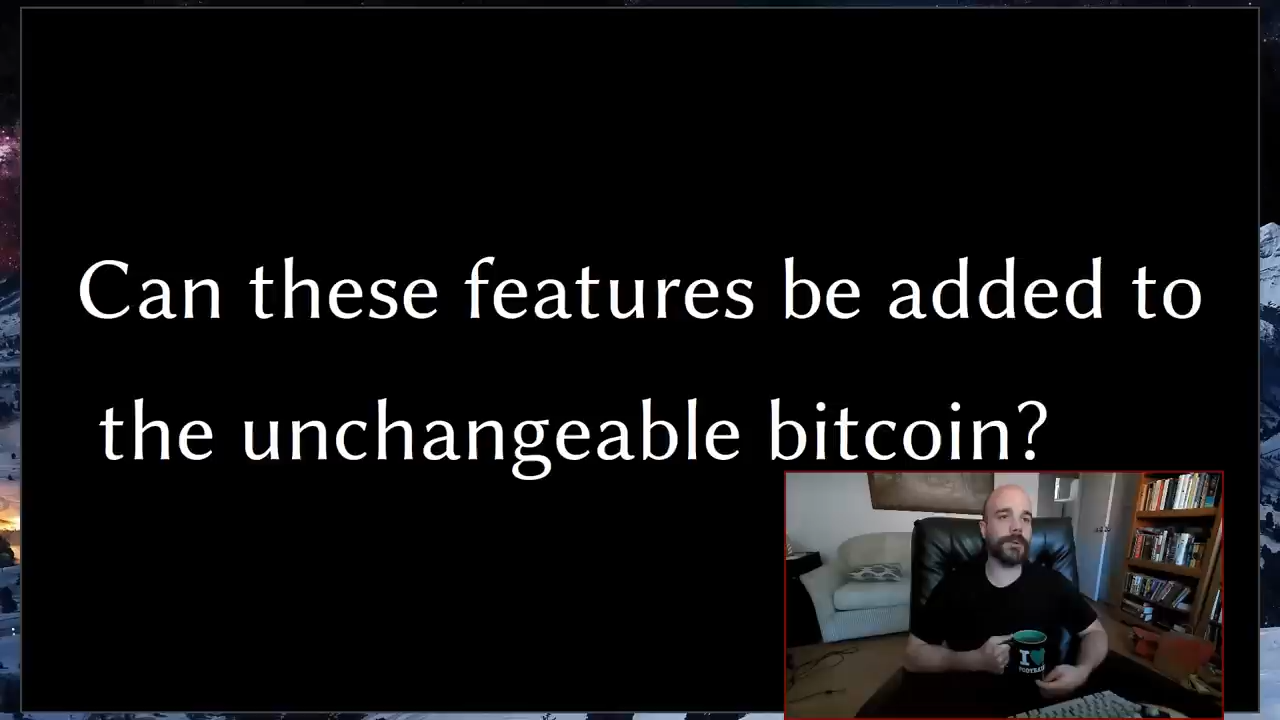 Can these features be added to
the unchangeable bitcoin?
I